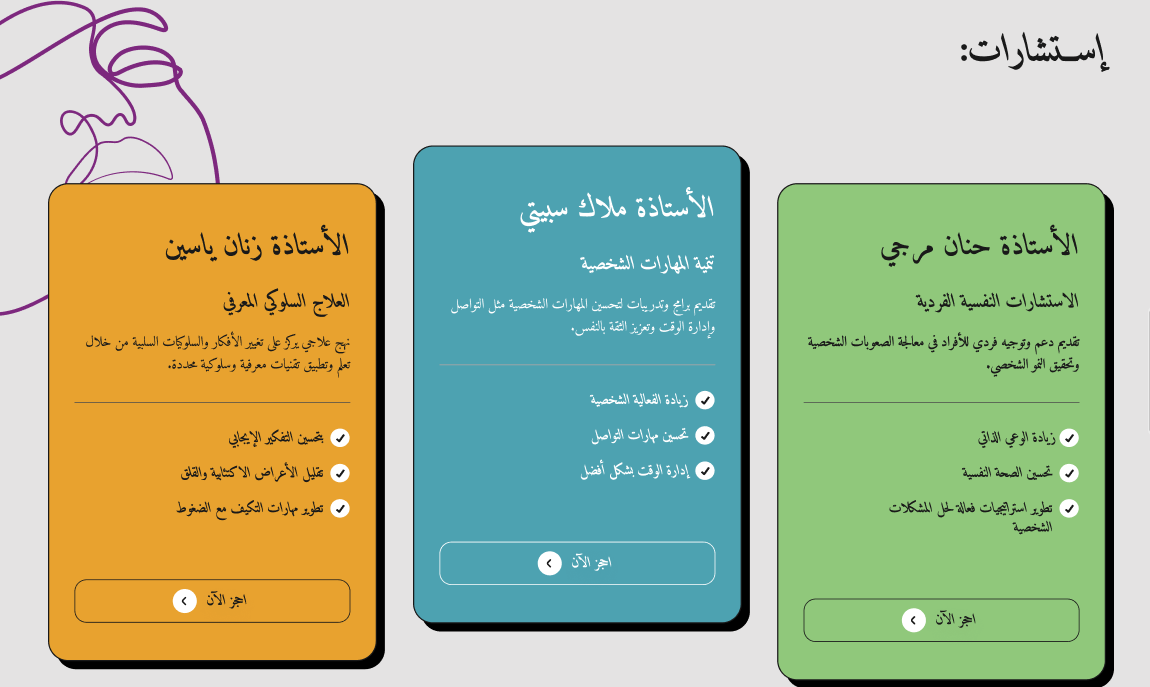 إستشارات:
الأستاذة حنان مرجي
الاستشارات النفسية الفردية
تقديم دعم وتوجيه فردي للأفراد في معالجة الصعوبات الشخصية
وتحقيق النمو الشخصي.
زيادة الوعي الذاتي
تحسين الصحة النفسية
تطوير استراتيجيات فعالة لحل المشكلات
الشخصية
احجز الآن
الأستاذة ملاك سبيتي
تنمية المهارات الشخصية
تقديم برامج وتدريبات لتحسين المهارات الشخصية مثل التواصل
وإدارة الوقت وتعزيز الثقة بالنفس.
زيادة الفعالية الشخصية
تحسين مهارات التواصل
إدارة الوقت بشكل أفضل
احجز الآن
الأستاذة زنان ياسين
العلاج السلوكي المعرفي
نهج علاجي يركز على تغيير الأفكار والسلوكيات السلبية من خلال
تعلم وتطبيق تقنيات معرفية وسلوكية محددة.
بتحسين التفكير الإيجابي
تقليل الأعراض الاكتئابية والقلق
تطوير مهارات التكيف مع الضغوط
احجز الآن